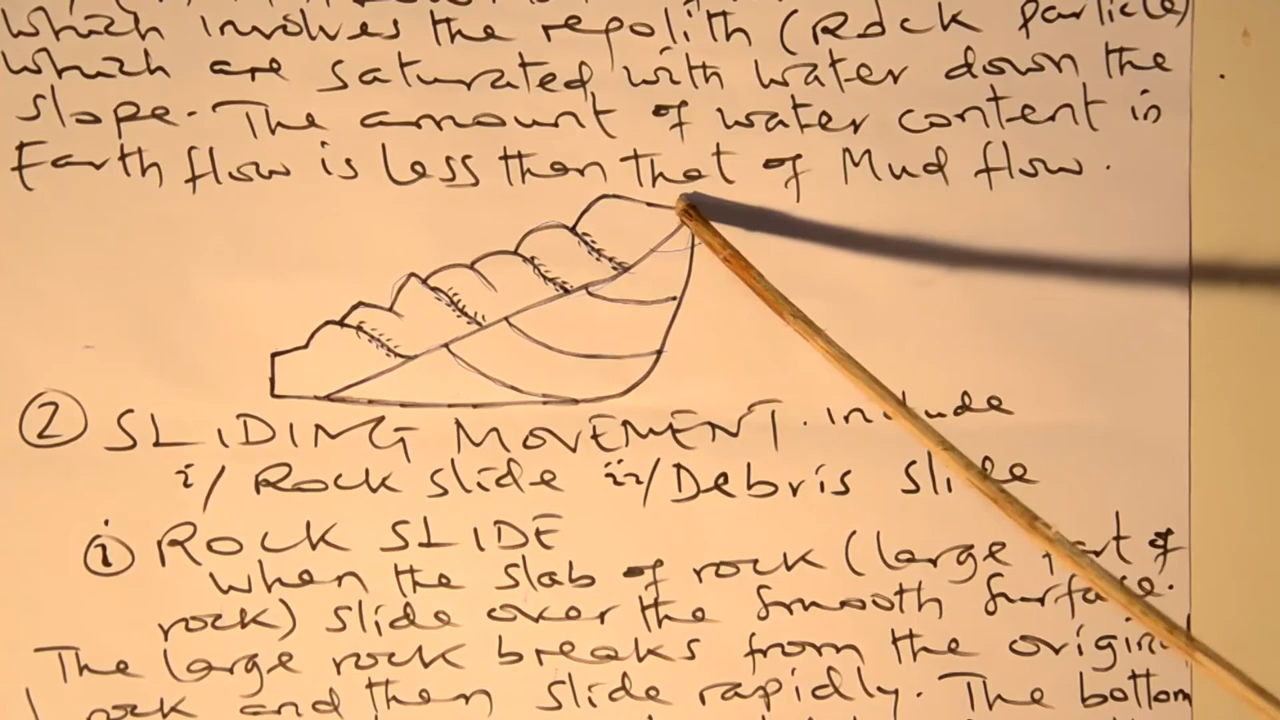 which involves the regolith (Rock particle)
which are saturated with water down the
slope. The amount of water content in
Earth flow is less than that of Mud flow.
② SLIDING MOVEMENT. include
i/ Rock slide ii/ Debris slide
ⓘ ROCK SLIDE
when the slab of rock (large part of
rock) slide over the smooth surface.
The large rock breaks from the original
rock and then slide rapidly. The bottom